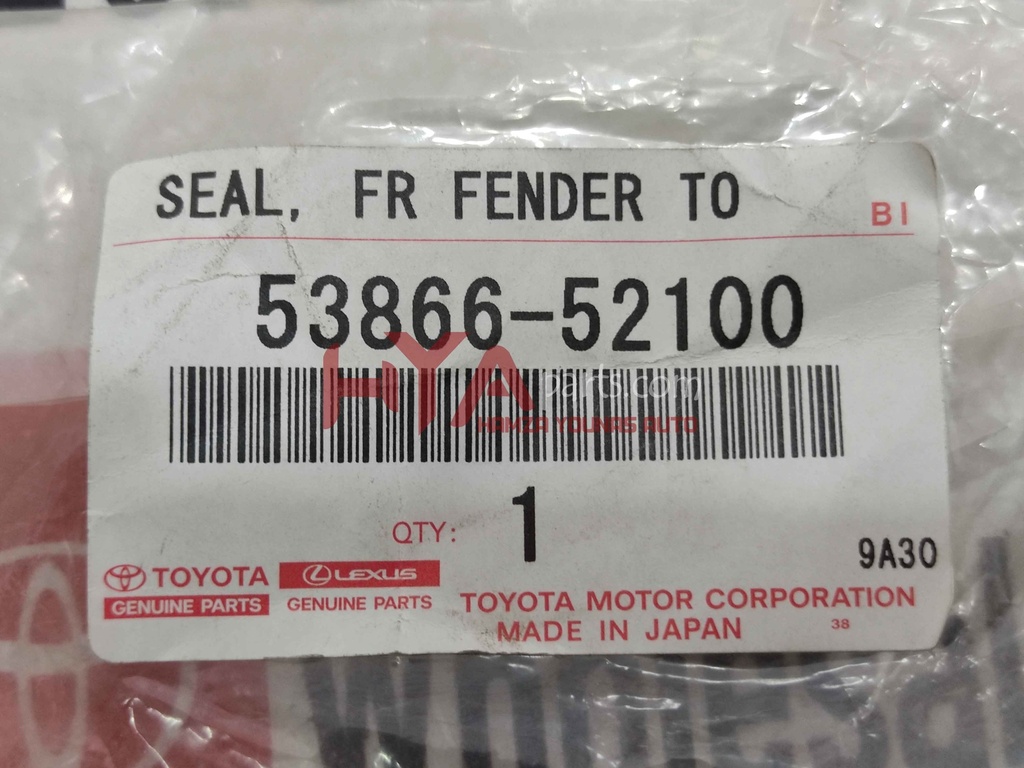 SEAL, FR FENDER TO
BI
53866-52100
HYA parts.com
HAMZA YOUNAS AUTO
QTY: 1
9A30
TOYOTA LEXUS
GENUINE PARTS GENUINE PARTS
TOYOTA MOTOR CORPORATION
MADE IN JAPAN 38